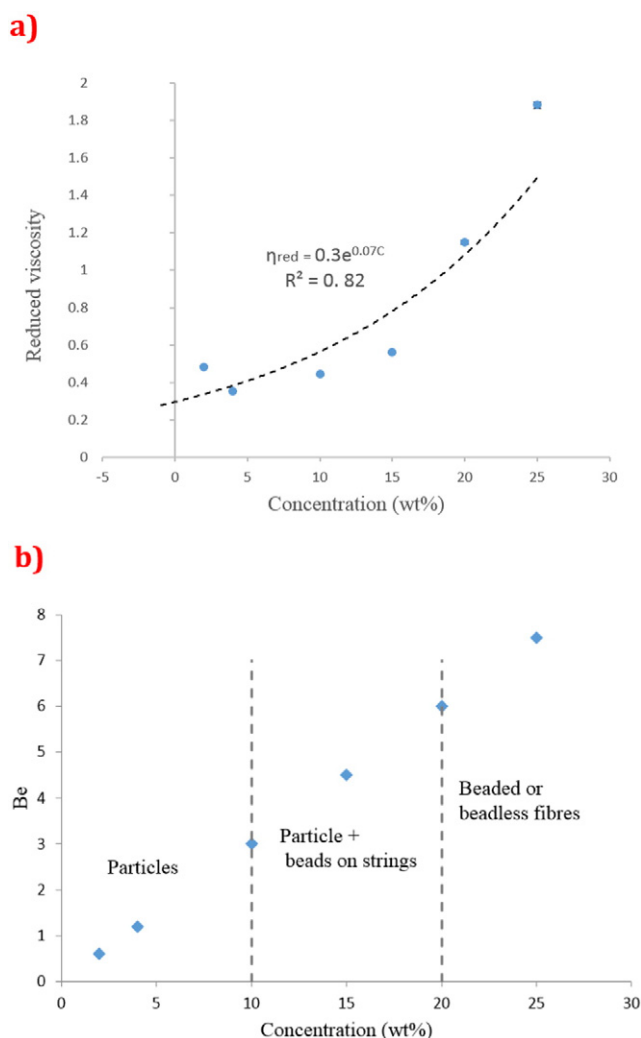 a)
2
1.8
1.6
1.4
1.2
1
0.8
0.6
0.4
0.2
0
Reduced viscosity
ηred = 0.3e^0.07C
R² = 0. 82
-5 0 5 10 15 20 25 30
Concentration (wt%)
b)
8
7
6
5
4
3
2
1
0
Be
Beaded or
beadless fibres
Particle +
beads on strings
Particles
0 5 10 15 20 25 30
Concentration (wt%)